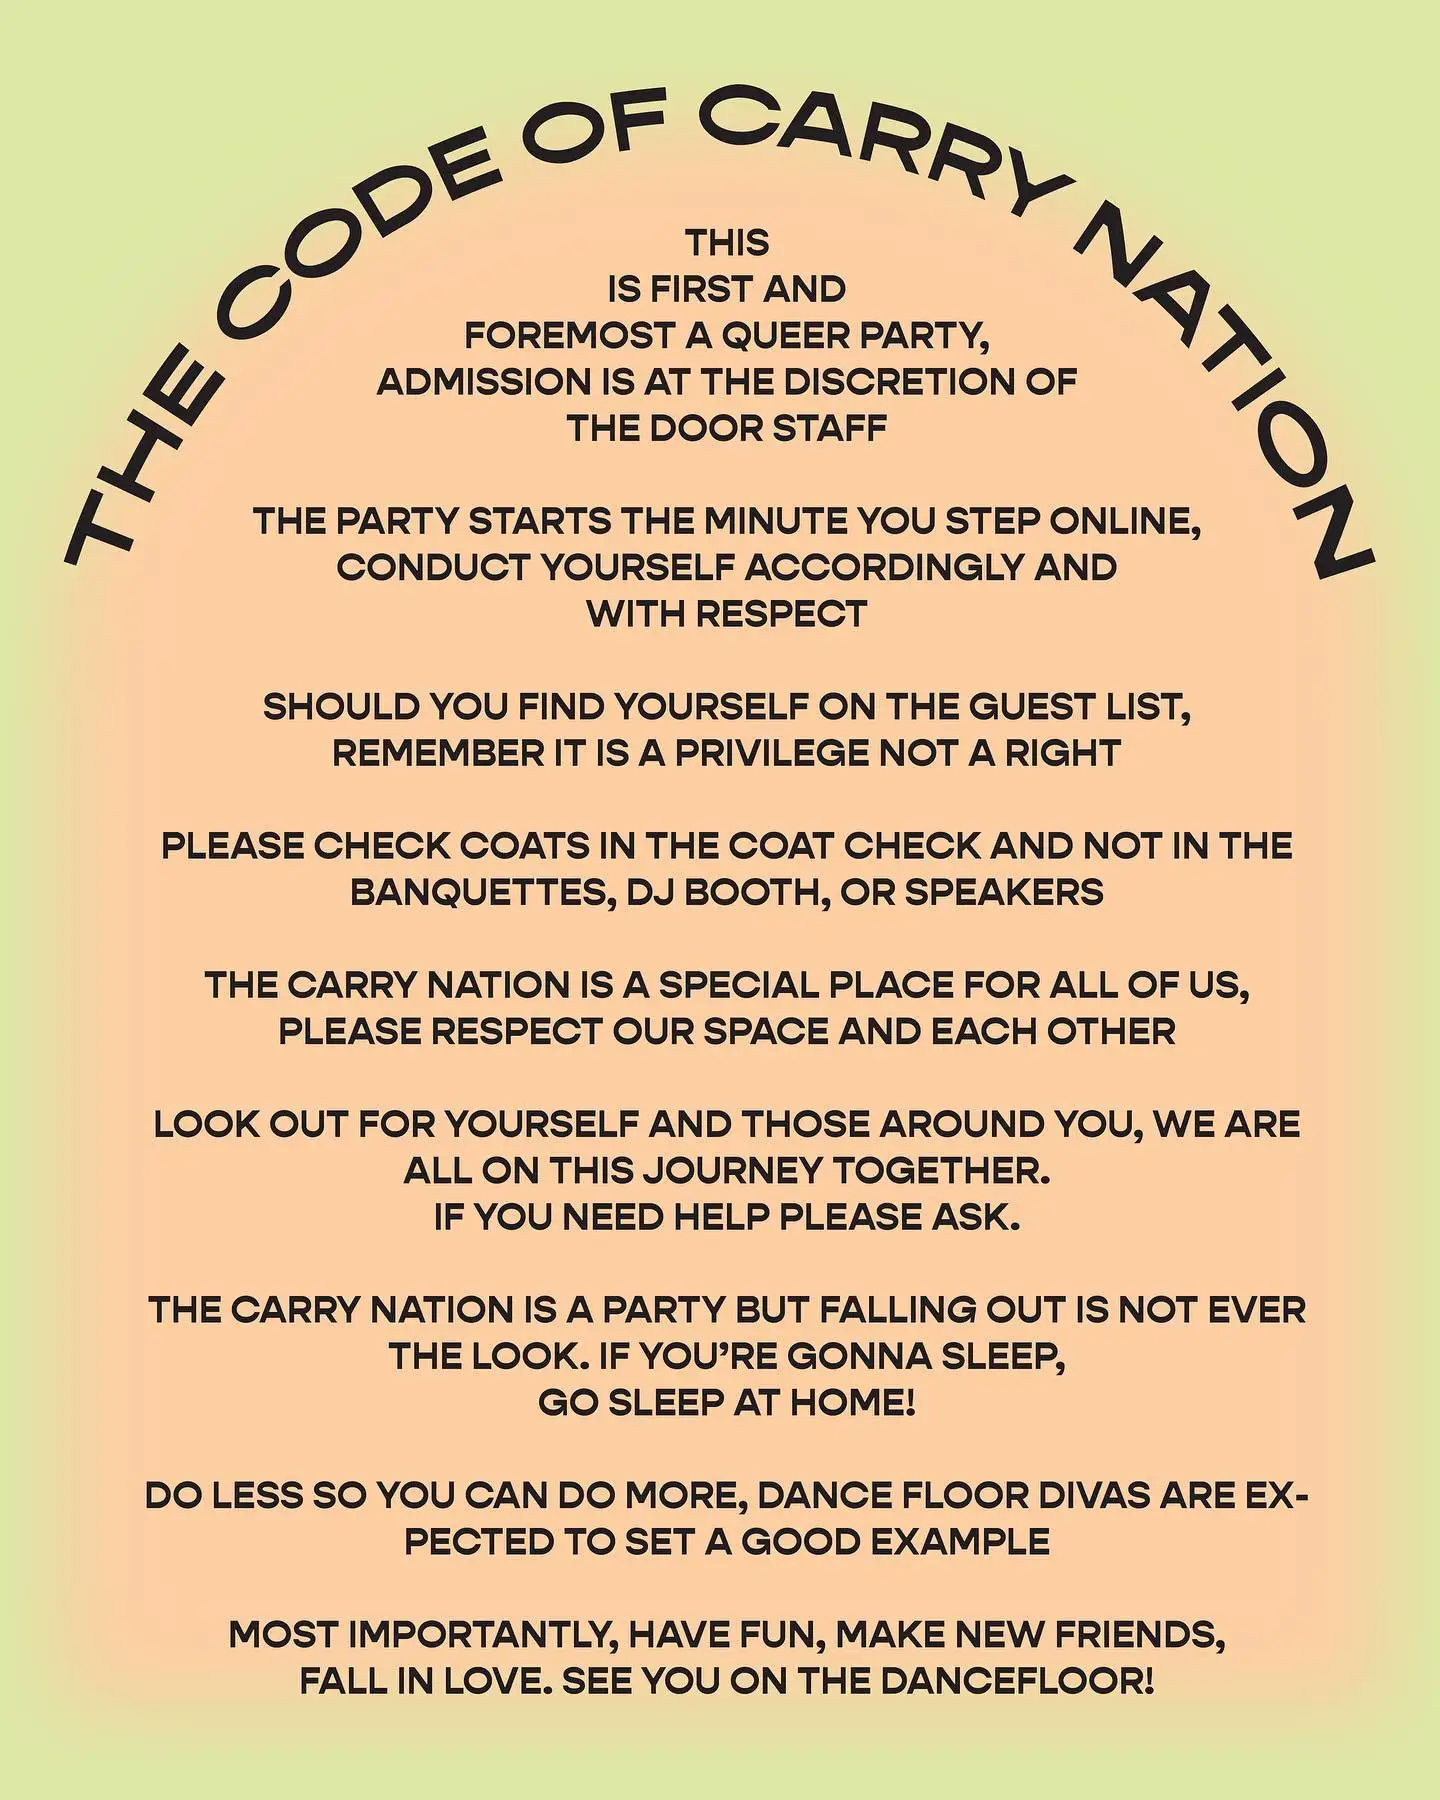 THE CODE OF CARRY NATION
THIS
IS FIRST AND
FOREMOST A QUEER PARTY,
ADMISSION IS AT THE DISCRETION OF
THE DOOR STAFF
THE PARTY STARTS THE MINUTE YOU STEP ONLINE,
CONDUCT YOURSELF ACCORDINGLY AND
WITH RESPECT
SHOULD YOU FIND YOURSELF ON THE GUEST LIST,
REMEMBER IT IS A PRIVILEGE NOT A RIGHT
PLEASE CHECK COATS IN THE COAT CHECK AND NOT IN THE
BANQUETTES, DJ BOOTH, OR SPEAKERS
THE CARRY NATION IS A SPECIAL PLACE FOR ALL OF US,
PLEASE RESPECT OUR SPACE AND EACH OTHER
LOOK OUT FOR YOURSELF AND THOSE AROUND YOU, WE ARE
ALL ON THIS JOURNEY TOGETHER.
IF YOU NEED HELP PLEASE ASK.
THE CARRY NATION IS A PARTY BUT FALLING OUT IS NOT EVER
THE LOOK. IF YOU’RE GONNA SLEEP,
GO SLEEP AT HOME!
DO LESS SO YOU CAN DO MORE, DANCE FLOOR DIVAS ARE EX-
PECTED TO SET A GOOD EXAMPLE
MOST IMPORTANTLY, HAVE FUN, MAKE NEW FRIENDS,
FALL IN LOVE. SEE YOU ON THE DANCEFLOOR!